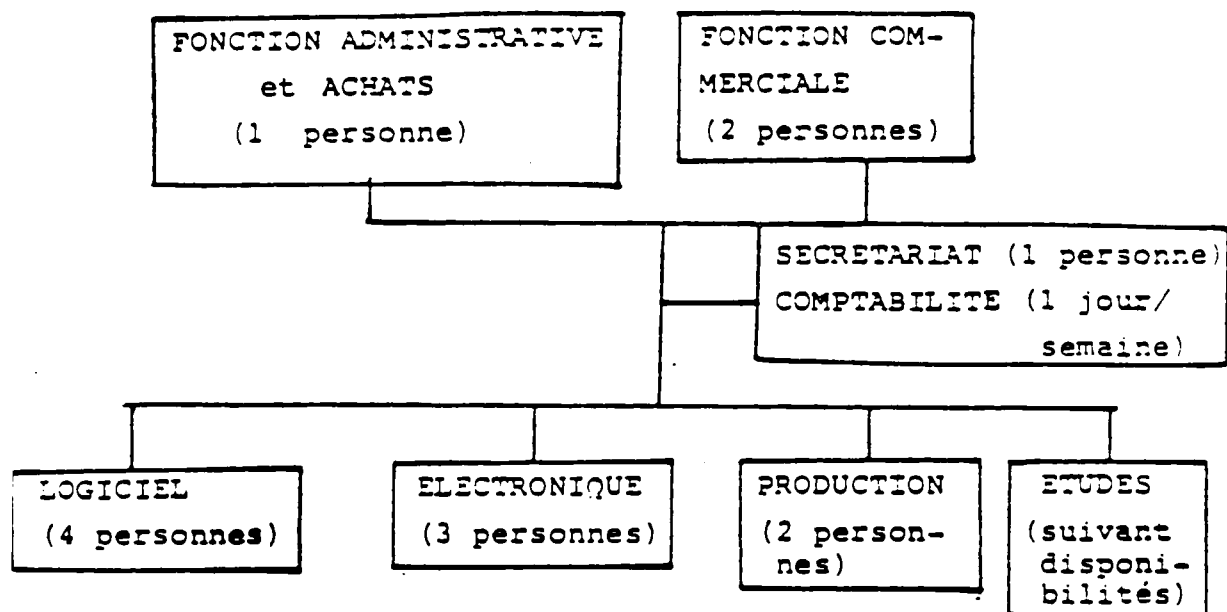 FONCTION ADMINISTRATIVE
et ACHATS
(1 personne)
FONCTION COM-
MERCIALE
(2 personnes)
SECRETARIAT (1 personne)
COMPTABILITE (1 jour/
semaine)
LOGICIEL
(4 personnes)
ELECTRONIQUE
(3 personnes)
PRODUCTION
(2 person-
nes)
ETUDES
(suivant
disponi-
bilités)